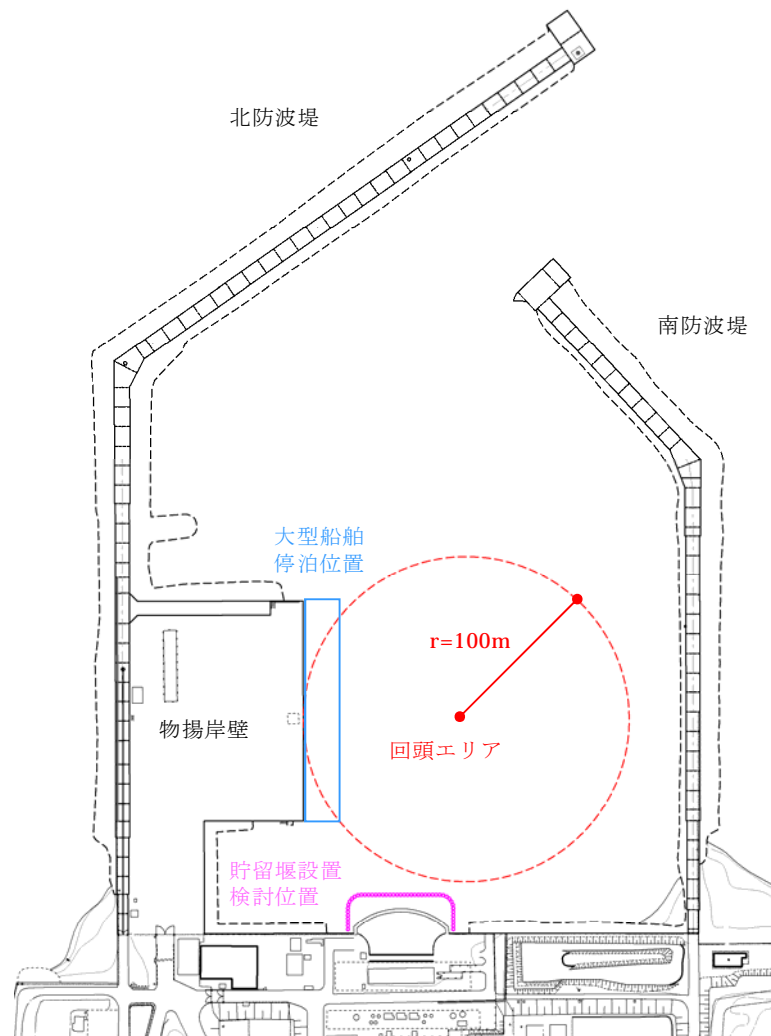 北防波堤
南防波堤
大型船舶
停泊位置
r=100m
物揚岸壁
回頭エリア
貯留堰設置
検討位置